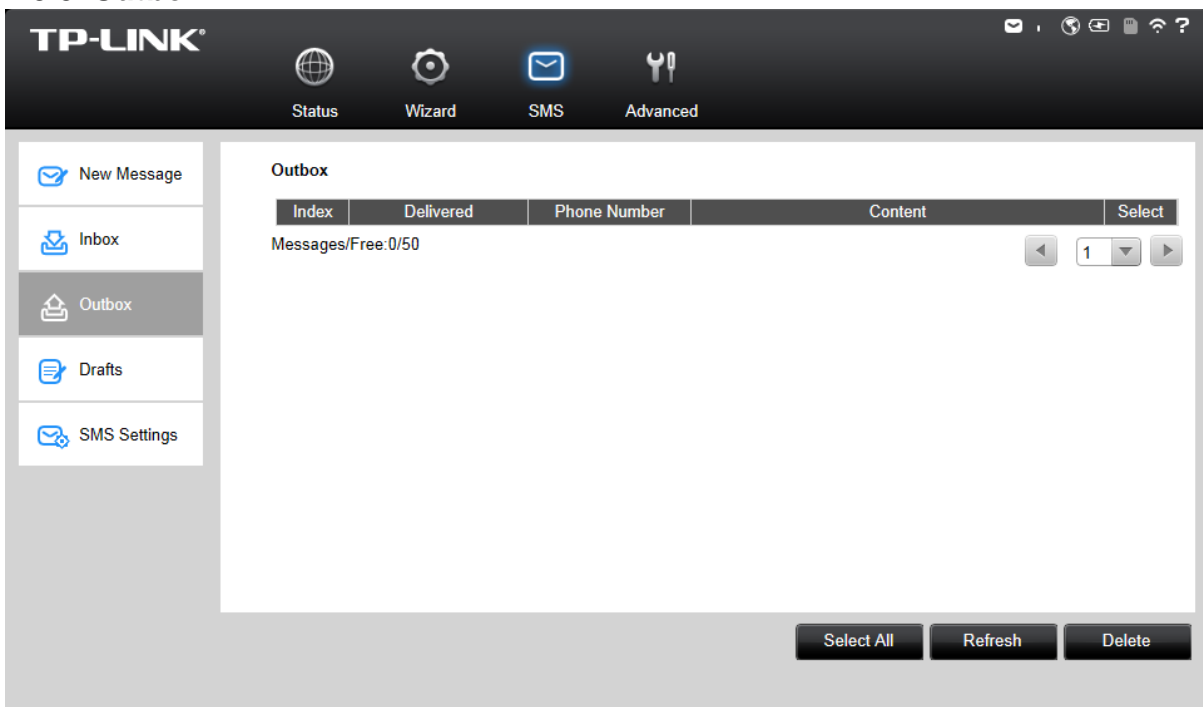 TP-LINK®
Status Wizard SMS Advanced
?
New Message
Inbox
Outbox
Drafts
SMS Settings
Outbox
Index Delivered Phone Number Content Select
Messages/Free:0/50
1
Select All Refresh Delete